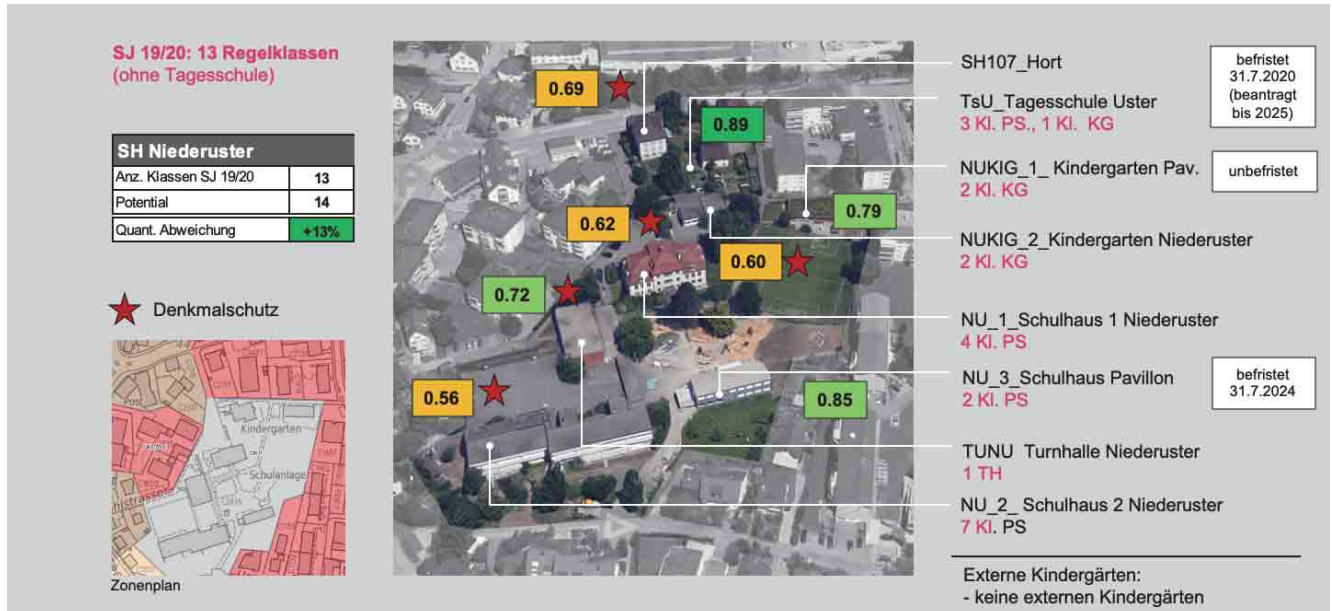 SJ 19/20: 13 Regelklassen
(ohne Tagesschule)
SH Niederuster
Anz. Klassen SJ 19/20 13
Potential 14
Quant. Abweichung +13%
Denkmalschutz
Post
Kindergarten
Schulanlage
Zonenplan
0.69
0.89
0.79
0.62
0.60
0.72
0.56
0.85
SH107_Hort
TsU_Tagesschule Uster
3 Kl. PS., 1 Kl. KG
befristet
31.7.2020
(beantragt
bis 2025)
NUKIG_1_ Kindergarten Pav.
2 Kl. KG
unbefristet
NUKIG_2_Kindergarten Niederuster
2 Kl. KG
NU_1_Schulhaus 1 Niederuster
4 Kl. PS
NU_3_Schulhaus Pavillon
2 Kl. PS
befristet
31.7.2024
TUNU Turnhalle Niederuster
1 TH
NU_2_ Schulhaus 2 Niederuster
7 Kl. PS
Externe Kindergärten:
- keine externen Kindergärten